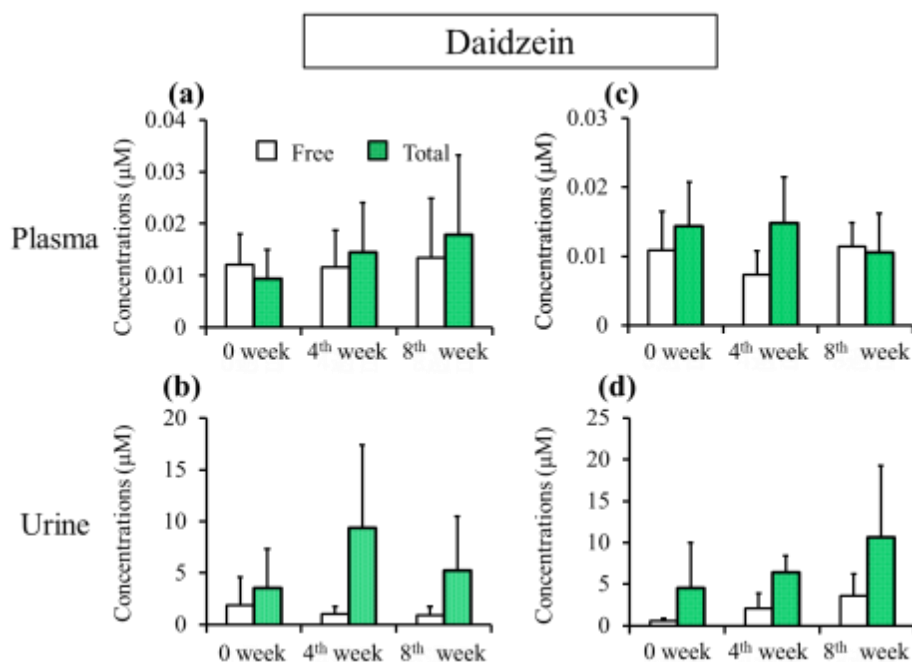 Daidzein
(a)
Concentrations (μM)
0.04
0.03
0.02
0.01
0
Free
Total
0 week
4th week
8th week
(c)
Concentrations (μM)
0.03
0.02
0.01
0
0 week
4th week
8th week
Plasma
(b)
Concentrations (μM)
20
15
10
5
0
0 week
4th week
8th week
(d)
Concentrations (μM)
25
20
15
10
5
0
0 week
4th week
8th week
Urine